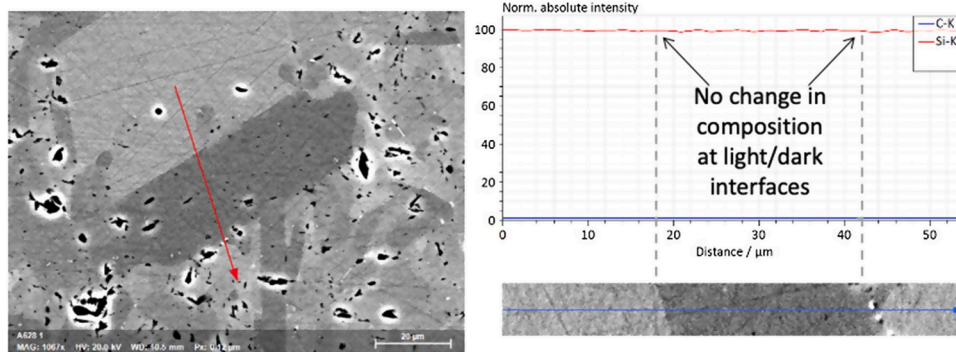 A628 1
MAG: 1067x HV: 20.0 kV WD: 50.5 mm Px: 0.12 µm
20 µm
Norm. absolute intensity
C-K
Si-K
100
80
60
40
20
0
No change in
composition
at light/dark
interfaces
0 10 20 30 40 50
Distance / µm